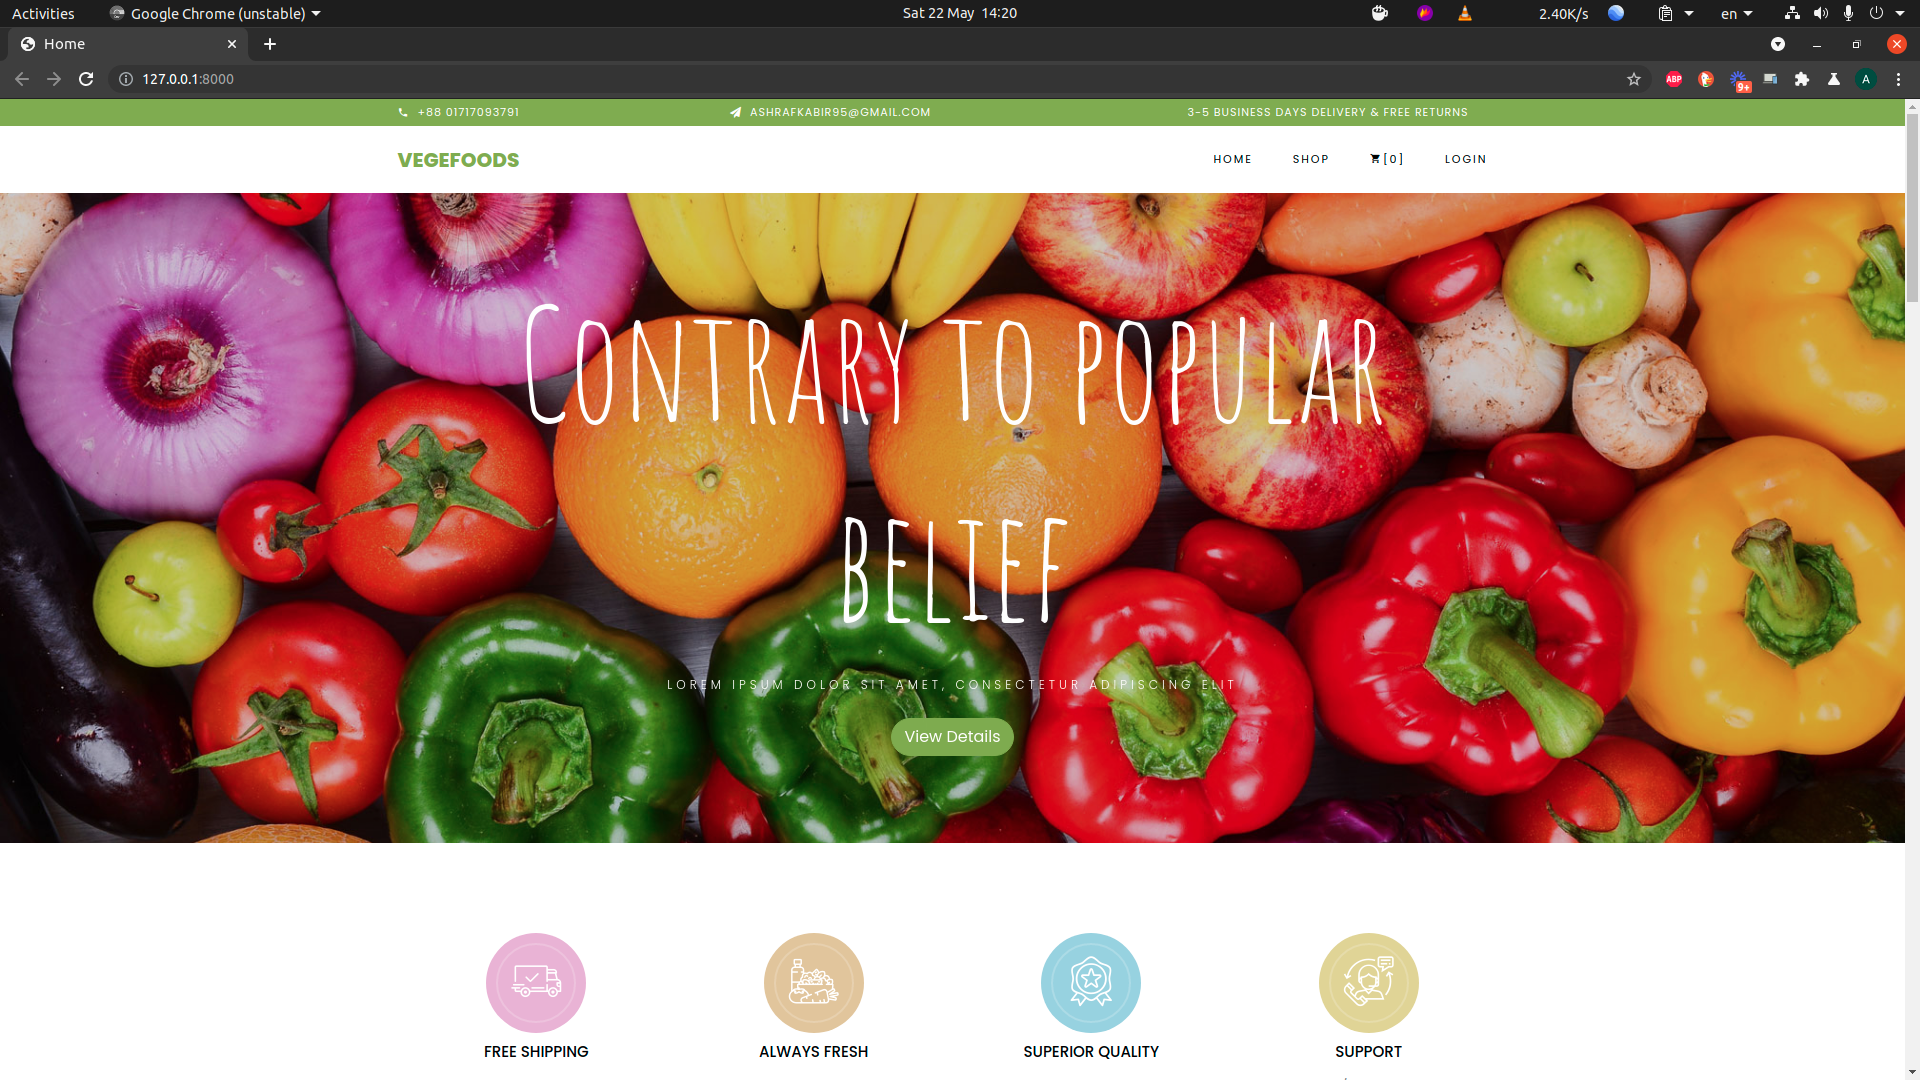 Activities
Google Chrome (unstable)
Sat 22 May 14:20
2.40K/s
en
Home
127.0.0.1:8000
ABP
9+
A
+88 01717093791
ASHRAFKABIR95@GMAIL.COM
3-5 BUSINESS DAYS DELIVERY & FREE RETURNS
VEGEFOODS
HOME
SHOP
[0]
LOGIN
Contrary to popular
belief
LOREM IPSUM DOLOR SIT AMET, CONSECTETUR ADIPISCING ELIT
View Details
FREE SHIPPING
ALWAYS FRESH
SUPERIOR QUALITY
SUPPORT